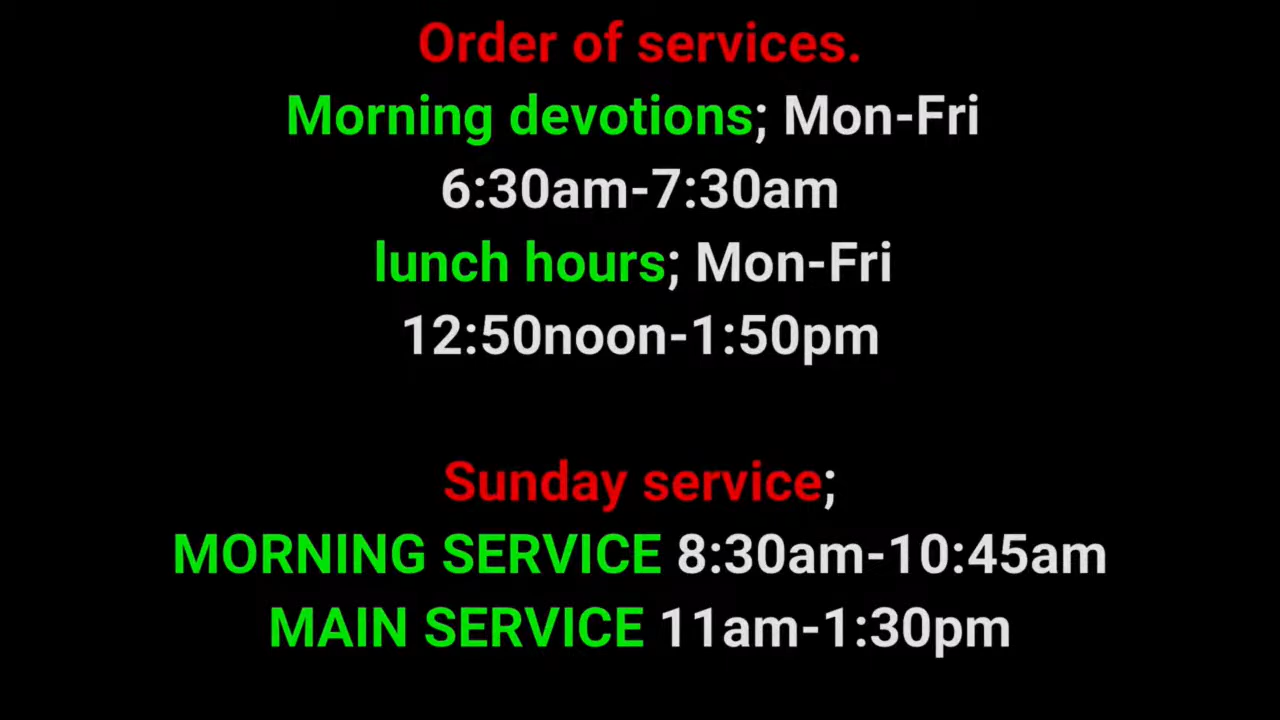 Order of services.
Morning devotions; Mon-Fri
6:30am-7:30am
lunch hours; Mon-Fri
12:50noon-1:50pm
Sunday service;
MORNING SERVICE 8:30am-10:45am
MAIN SERVICE 11am-1:30pm